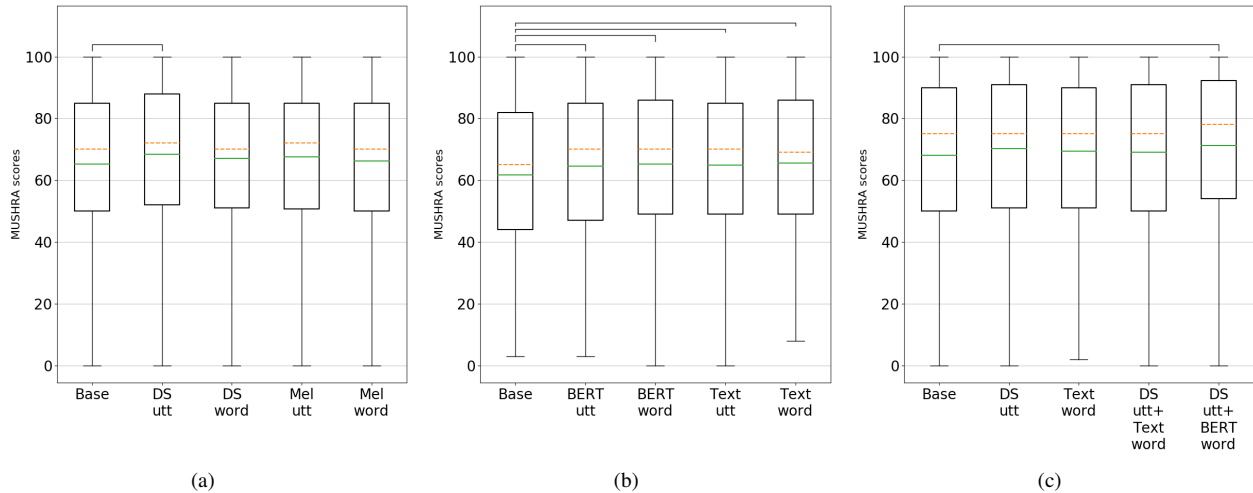 MUSHRA scores
100
80
60
40
20
0
Base
DS
utt
DS
word
Mel
utt
Mel
word
(a)
MUSHRA scores
100
80
60
40
20
0
Base
BERT
utt
BERT
word
Text
utt
Text
word
(b)
MUSHRA scores
100
80
60
40
20
0
Base
DS
utt
Text
word
DS
utt+
Text
word
DS
utt+
BERT
word
(c)